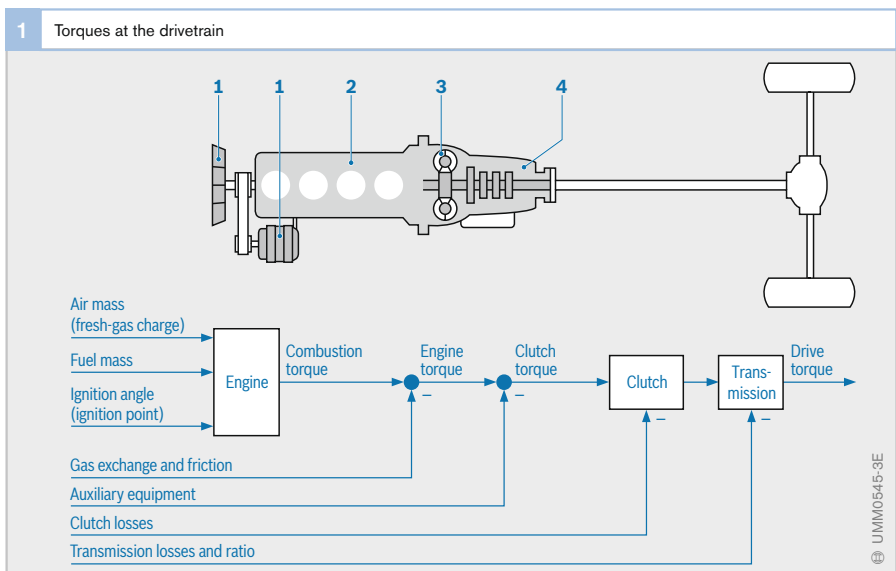 1 Torques at the drivetrain
1 1 2 3 4
Air mass
(fresh-gas charge)
Fuel mass
Ignition angle
(ignition point)
Engine
Combustion
torque
Engine
torque
–
Clutch
torque
–
Clutch
–
Trans-
mission
–
Drive
torque
Gas exchange and friction
Auxiliary equipment
Clutch losses
Transmission losses and ratio
UMM0545-3E